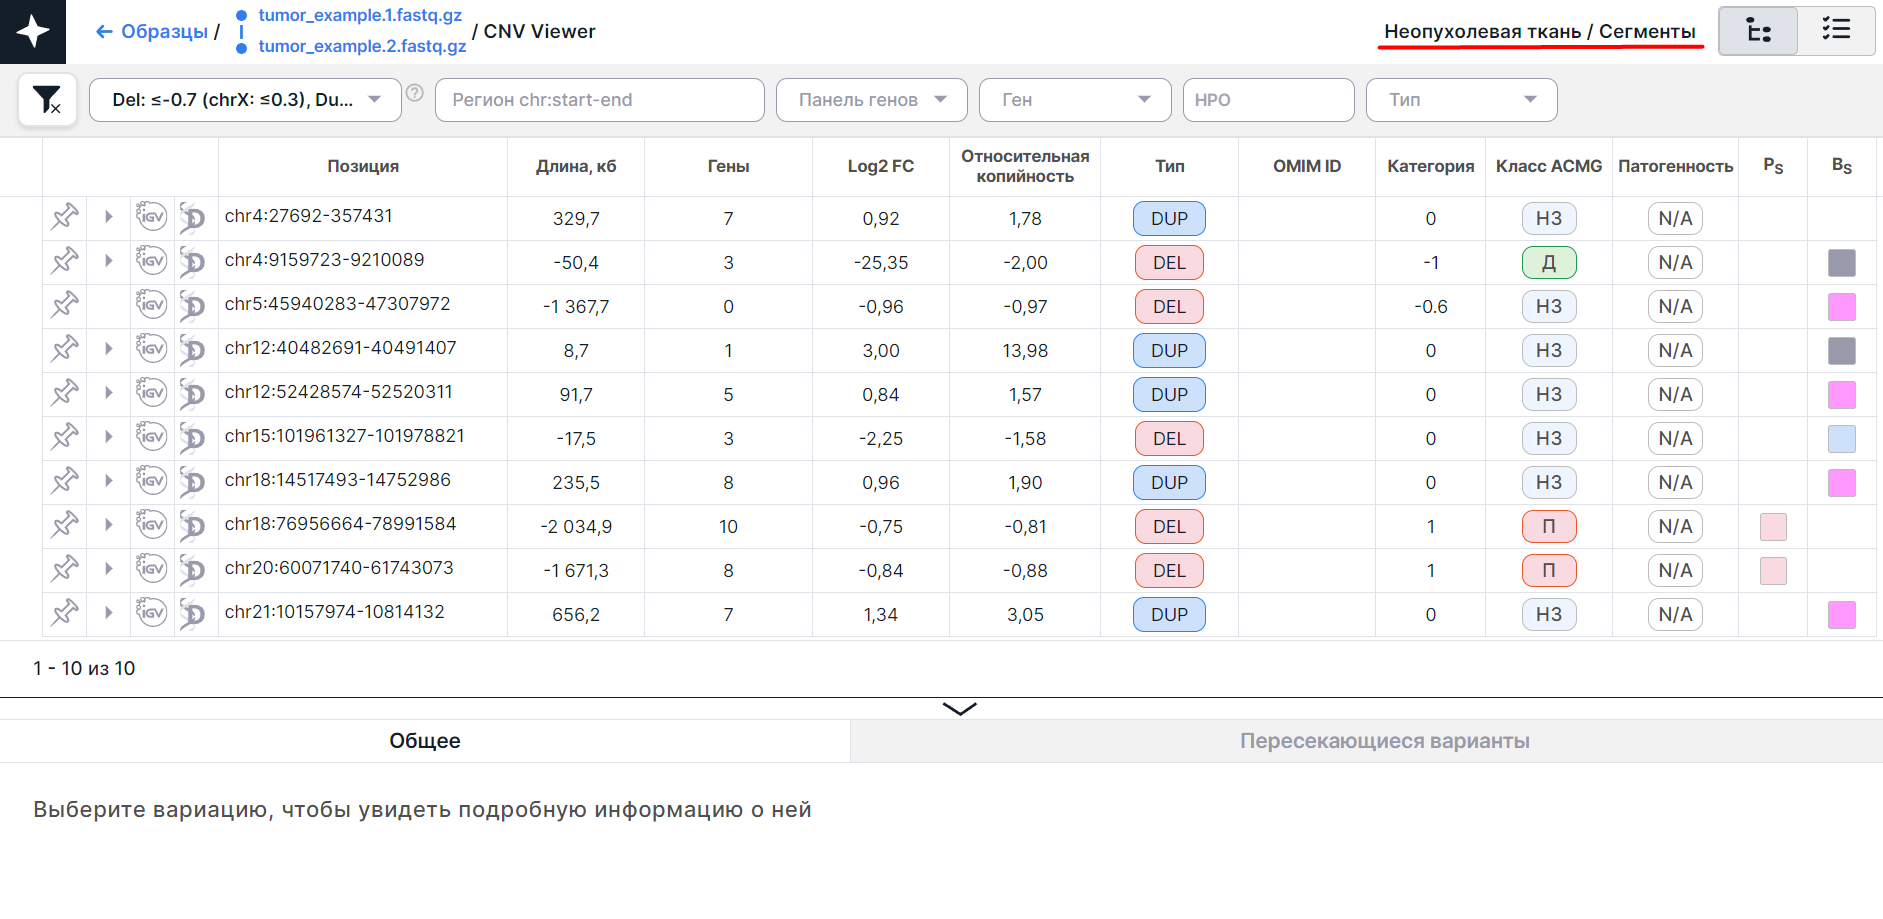 Образцы / tumor_example.1.fastq.gz tumor_example.2.fastq.gz / CNV Viewer Неопухолевая ткань / Сегменты
Del: ≤-0.7 (chrX: ≤0.3), Du... ? Регион chr:start-end Панель генов Ген HPO Тип
Позиция Длина, кб Гены Log2 FC Относительная копийность Тип OMIM ID Категория Класс ACMG Патогенность PS BS
IGV D chr4:27692-357431 329,7 7 0,92 1,78 DUP 0 НЗ N/A
IGV D chr4:9159723-9210089 -50,4 3 -25,35 -2,00 DEL -1 Д N/A
IGV D chr5:45940283-47307972 -1 367,7 0 -0,96 -0,97 DEL -0.6 НЗ N/A
IGV D chr12:40482691-40491407 8,7 1 3,00 13,98 DUP 0 НЗ N/A
IGV D chr12:52428574-52520311 91,7 5 0,84 1,57 DUP 0 НЗ N/A
IGV D chr15:101961327-101978821 -17,5 3 -2,25 -1,58 DEL 0 НЗ N/A
IGV D chr18:14517493-14752986 235,5 8 0,96 1,90 DUP 0 НЗ N/A
IGV D chr18:76956664-78991584 -2 034,9 10 -0,75 -0,81 DEL 1 П N/A
IGV D chr20:60071740-61743073 -1 671,3 8 -0,84 -0,88 DEL 1 П N/A
IGV D chr21:10157974-10814132 656,2 7 1,34 3,05 DUP 0 НЗ N/A
1 - 10 из 10
Общее Пересекающиеся варианты
Выберите вариацию, чтобы увидеть подробную информацию о ней